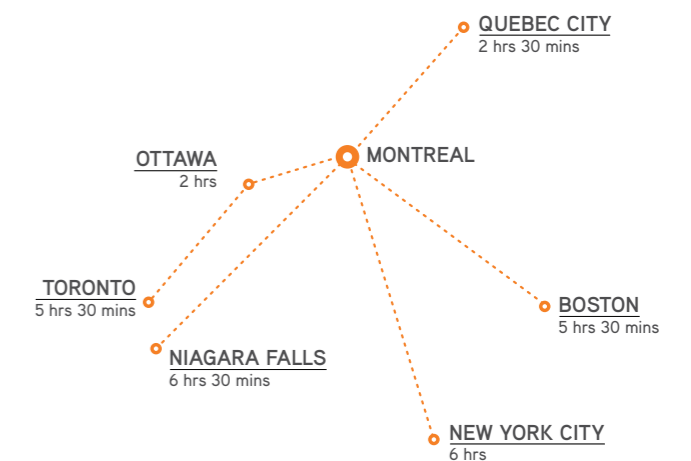 QUEBEC CITY
2 hrs 30 mins
MONTREAL
OTTAWA
2 hrs
TORONTO
5 hrs 30 mins
BOSTON
5 hrs 30 mins
NIAGARA FALLS
6 hrs 30 mins
NEW YORK CITY
6 hrs